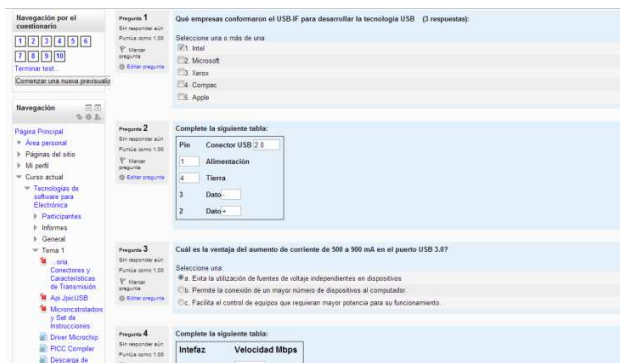 Navegación por el
cuestionario
1 2 3 4 5 6
7 8 9 10
Terminar test...
Comenzar una nueva previsualiz
Navegación
Página Principal
Área personal
Páginas del sitio
Mi perfil
Curso actual
Tecnologías de
software para
Electrónica
Participantes
Informes
General
Tema 1
...oria.
Conectores y
Características
de Transmisión
Api JpicUSB
Microncotroladore
y Set de
Instrucciones
Driver Microchip
PICC Compiler
Descarga de
Pregunta 1
Sin responder aún
Puntúa como 1,00
Marcar
pregunta
Editar pregunta
Qué empresas conformaron el USB-IF para desarrollar la tecnología USB (3 respuestas):
Seleccione una o más de una:
1. Intel
2. Microsoft
3. Xerox
4. Compac
5. Apple
Pregunta 2
Sin responder aún
Puntúa como 1,00
Marcar
pregunta
Editar pregunta
Complete la siguiente tabla:
Pin Conector USB 2.0
1 Alimentación
4 Tierra
3 Dato -
2 Dato +
Pregunta 3
Sin responder aún
Puntúa como 1,00
Marcar
pregunta
Editar pregunta
Cuál es la ventaja del aumento de corriente de 500 a 900 mA en el puerto USB 3.0?
Seleccione una:
a. Evita la utilización de fuentes de voltaje independientes en dispositivos
b. Permite la conexión de un mayor número de dispositivos al computador.
c. Facilita el control de equipos que requieran mayor potencia para su funcionamiento.
Pregunta 4
Sin responder aún
Puntúa como 1,00
Complete la siguiente tabla:
Intefaz Velocidad Mbps